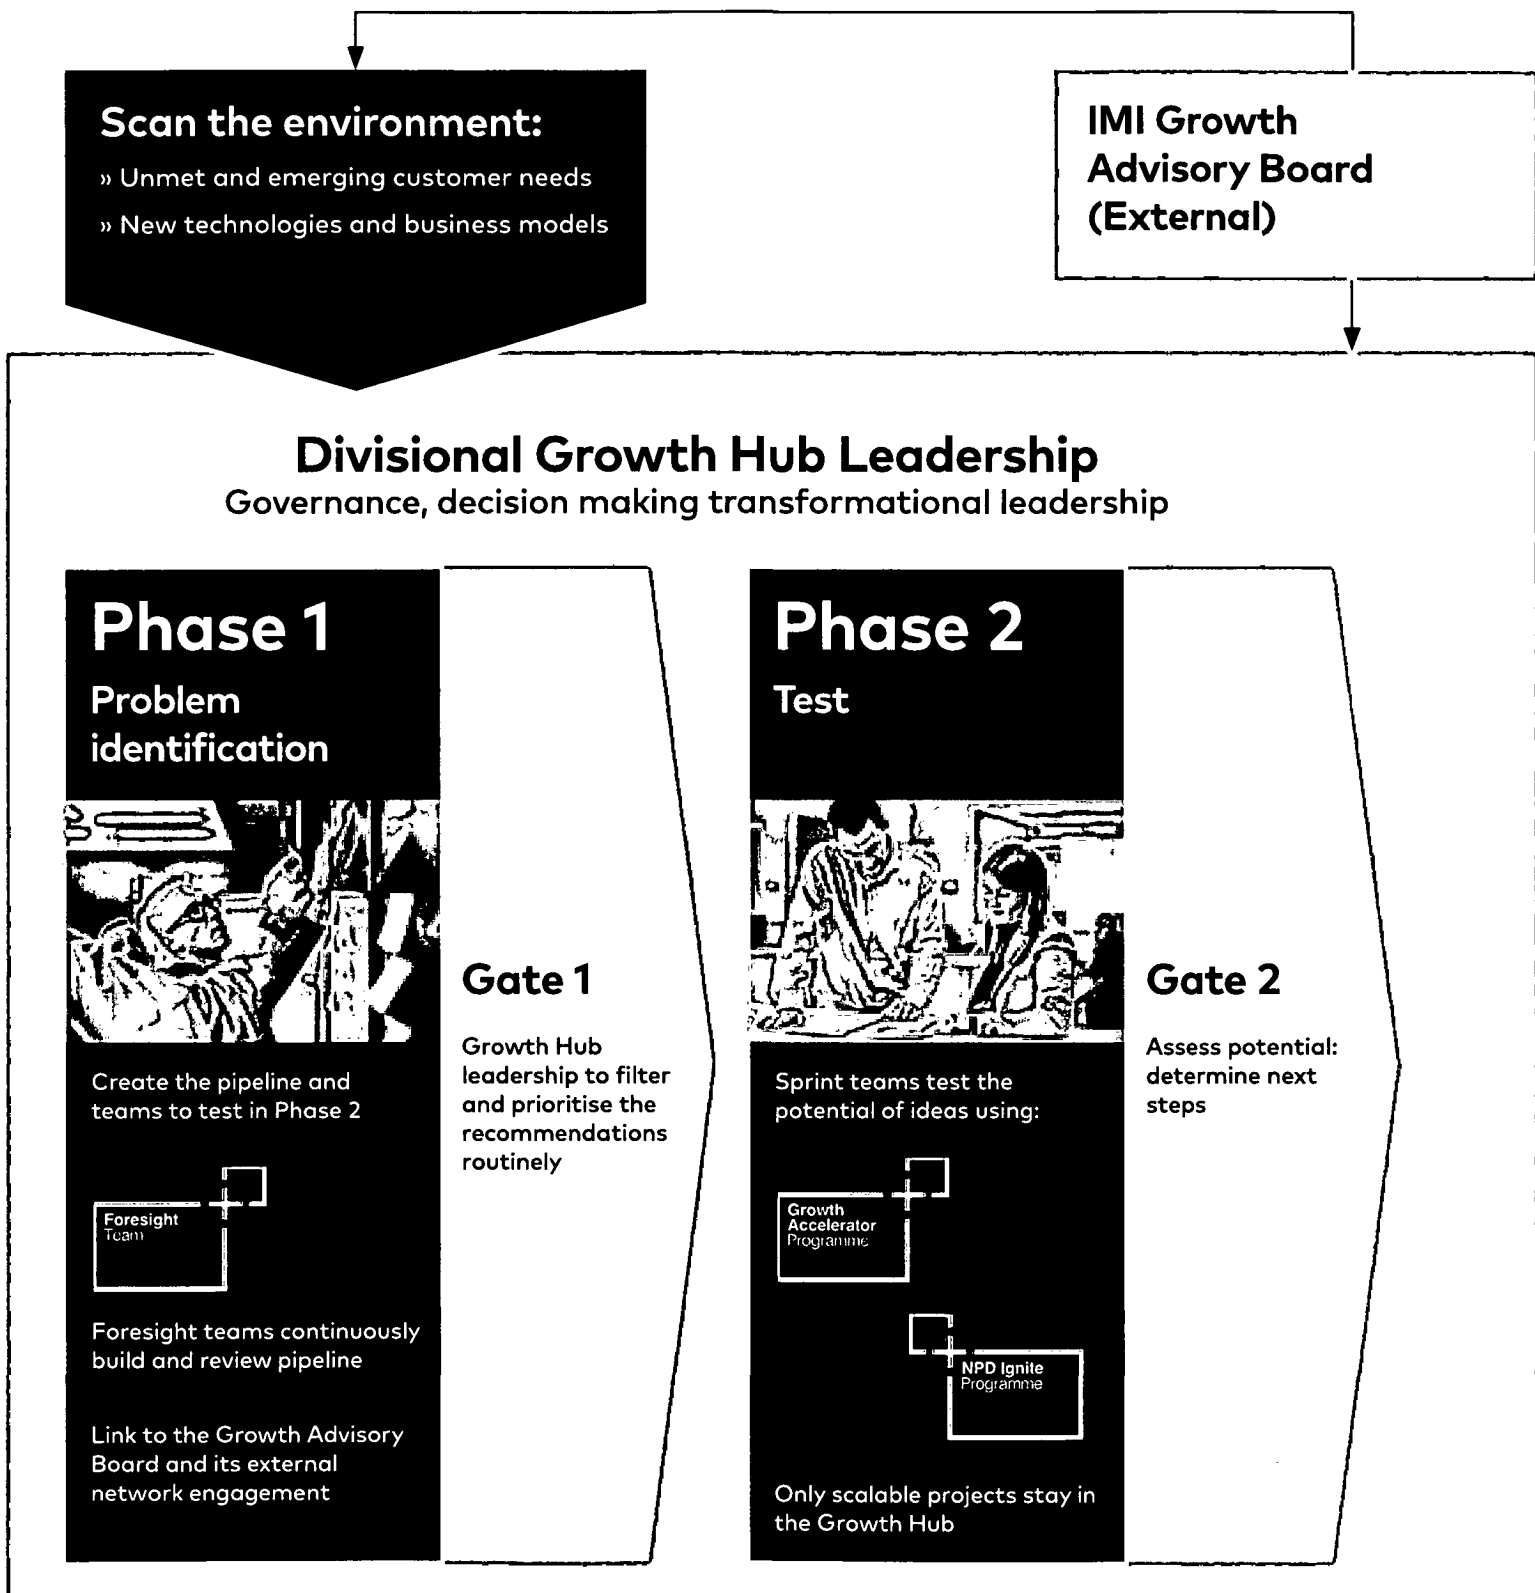 Scan the environment:
» Unmet and emerging customer needs
» New technologies and business models
IMI Growth
Advisory Board
(External)
Divisional Growth Hub Leadership
Governance, decision making transformational leadership
Phase 1
Problem
identification
Create the pipeline and
teams to test in Phase 2
Foresight
Team
Foresight teams continuously
build and review pipeline
Link to the Growth Advisory
Board and its external
network engagement
Gate 1
Growth Hub
leadership to filter
and prioritise the
recommendations
routinely
Phase 2
Test
Sprint teams test the
potential of ideas using:
Growth
Accelerator
Programme
NPD Ignite
Programme
Only scalable projects stay in
the Growth Hub
Gate 2
Assess potential:
determine next
steps